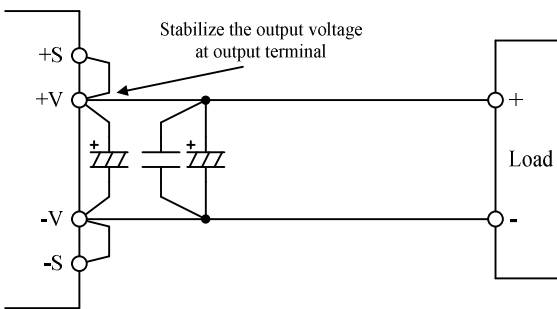 Stabilize the output voltage
at output terminal
+S
+V
+
+
+
Load
-V
-
-S